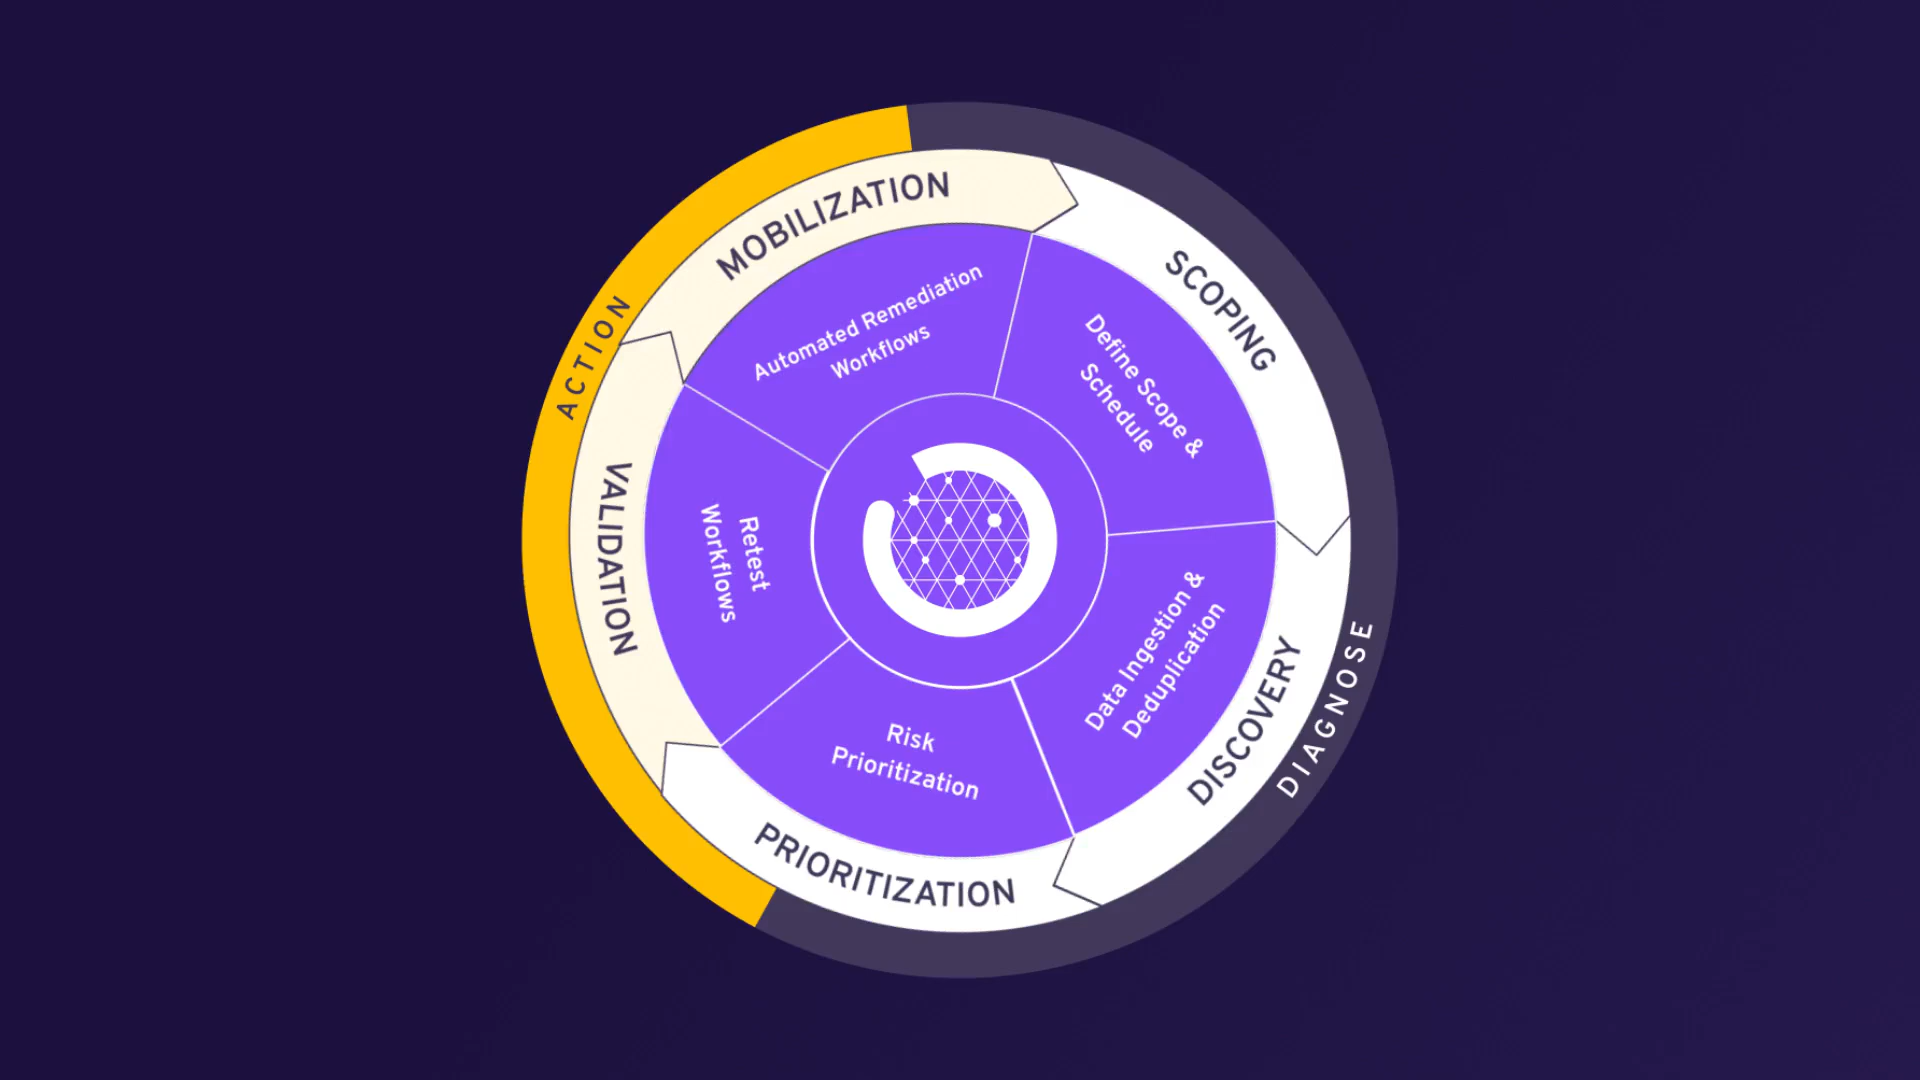 ACTION
MOBILIZATION
Automated Remediation
Workflows
SCOPING
Define Scope &
Schedule
DISCOVERY
Data Ingestion &
Deduplication
DIAGNOSE
PRIORITIZATION
Risk
Prioritization
VALIDATION
Retest
Workflows